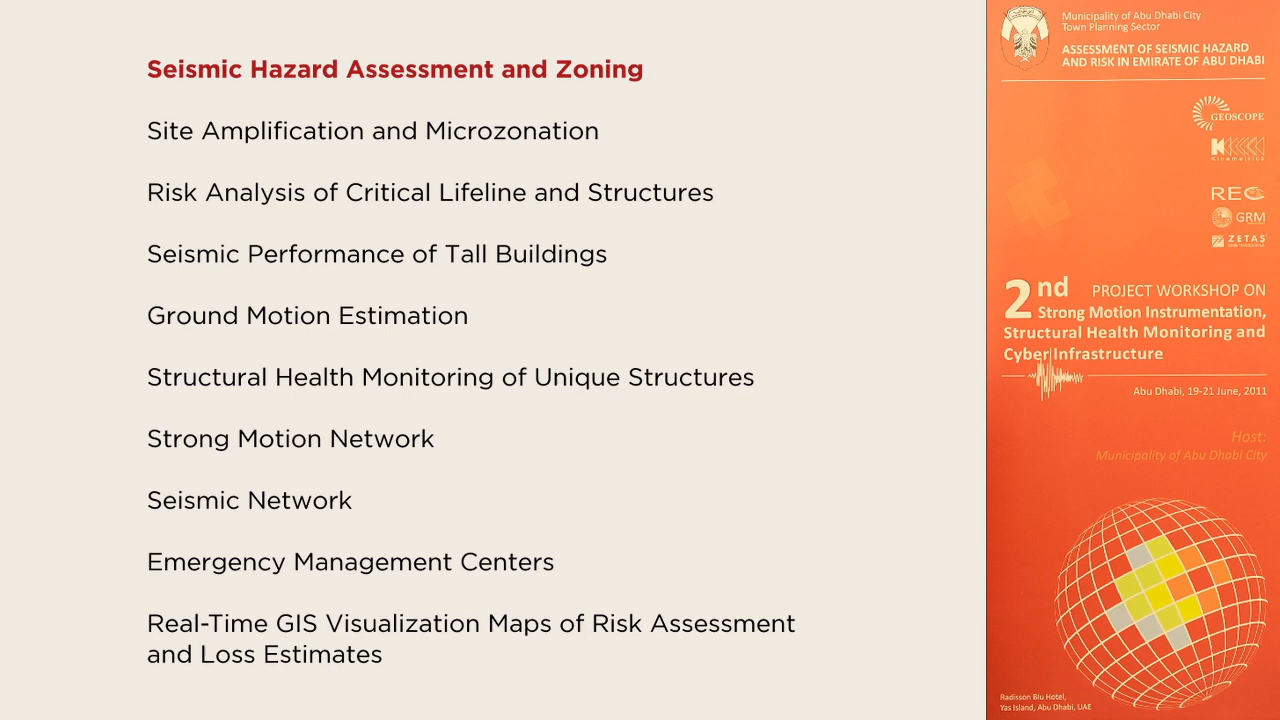 Seismic Hazard Assessment and Zoning
Site Amplification and Microzonation
Risk Analysis of Critical Lifeline and Structures
Seismic Performance of Tall Buildings
Ground Motion Estimation
Structural Health Monitoring of Unique Structures
Strong Motion Network
Seismic Network
Emergency Management Centers
Real-Time GIS Visualization Maps of Risk Assessment
and Loss Estimates
Municipality of Abu Dhabi City
Town Planning Sector
ASSESSMENT OF SEISMIC HAZARD
AND RISK IN EMIRATE OF ABU DHABI
GEOSCOPE
Kinemetrics
REC
GRM
ZETAS
2nd PROJECT WORKSHOP ON
Strong Motion Instrumentation,
Structural Health Monitoring and
Cyber Infrastructure
Abu Dhabi, 19-21 June, 2011
Host:
Municipality of Abu Dhabi City
Radisson Blu Hotel,
Yas Island, Abu Dhabi, UAE